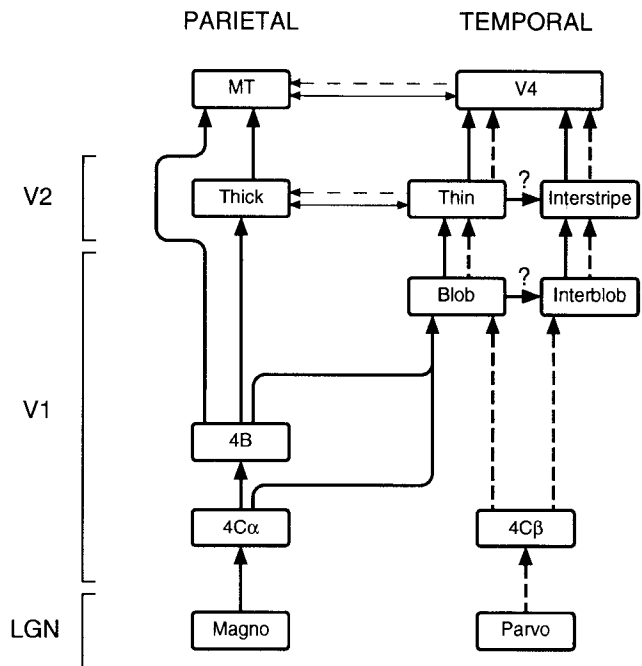 PARIETAL TEMPORAL
MT V4
V2 Thick Thin ? Interstripe
Blob ? Interblob
V1
4B
4Cα 4Cβ
LGN Magno Parvo